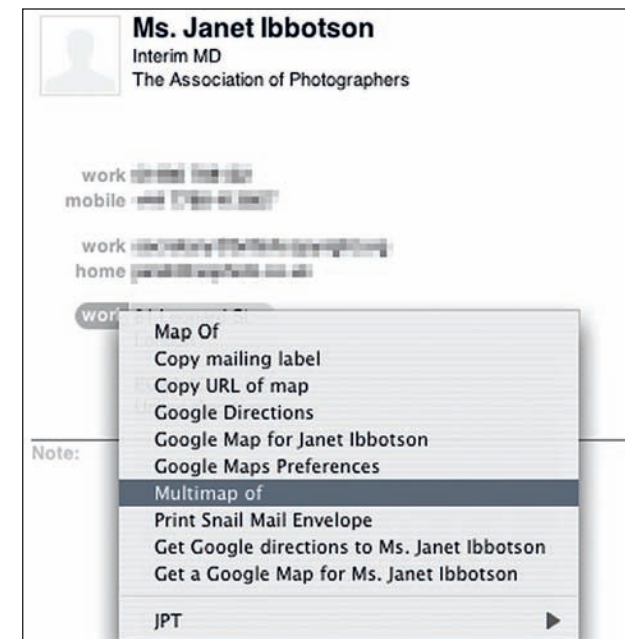 Ms. Janet Ibbotson
Interim MD
The Association of Photographers
work
mobile
work
home
work
Map Of
Copy mailing label
Copy URL of map
Google Directions
Google Map for Janet Ibbotson
Note:
Google Maps Preferences
Multimap of
Print Snail Mail Envelope
Get Google directions to Ms. Janet Ibbotson
Get a Google Map for Ms. Janet Ibbotson
JPT